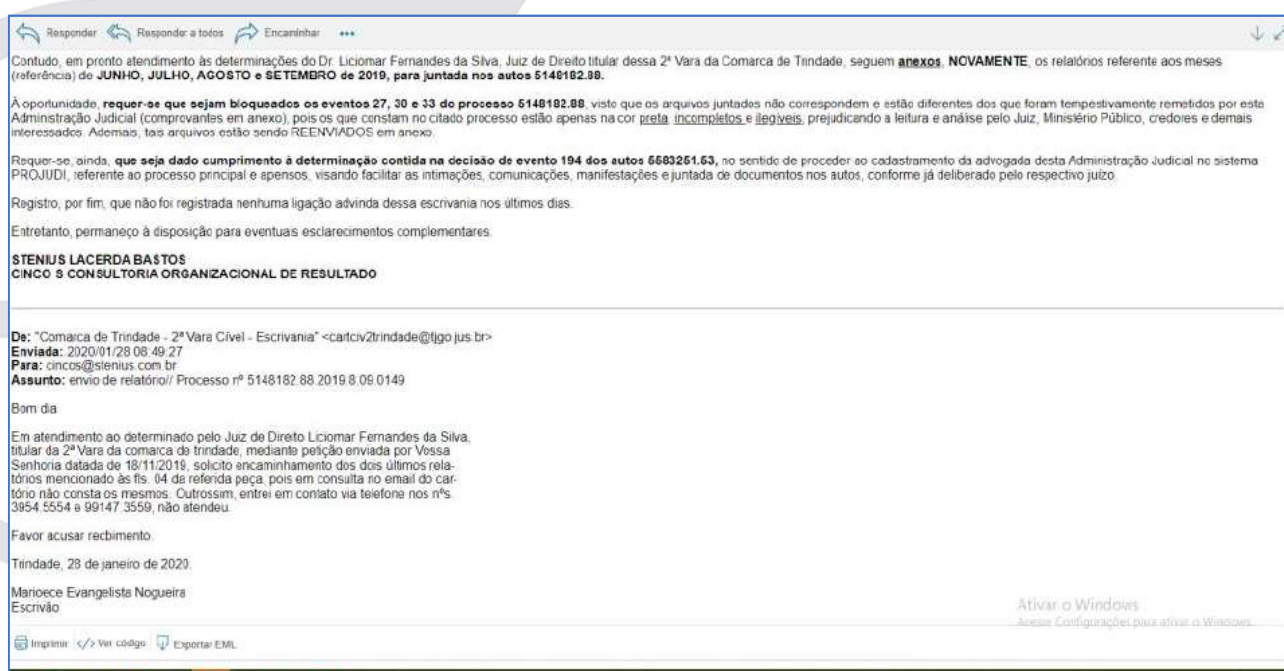 Responder Responder a todos Encaminhar •••
Contudo, em pronto atendimento às determinações do Dr. Liciomar Fernandes da Silva, Juiz de Direito titular dessa 2ª Vara da Comarca de Trindade, seguem anexos, NOVAMENTE, os relatórios referente aos meses
(referência) de JUNHO, JULHO, AGOSTO e SETEMBRO de 2019, para juntada nos autos 5148182.88.
À oportunidade, requer-se que sejam bloqueados os eventos 27, 30 e 33 do processo 5148182.88, visto que os arquivos juntados não correspondem e estão diferentes dos que foram tempestivamente remetidos por esta
Administração Judicial (comprovantes em anexo), pois os que constam no citado processo estão apenas na cor preta, incompletos e ilegíveis, prejudicando a leitura e análise pelo Juiz, Ministério Público, credores e demais
interessados. Ademais, tais arquivos estão sendo REENVIADOS em anexo.
Requer-se, ainda, que seja dado cumprimento à determinação contida na decisão de evento 194 dos autos 5583251.53, no sentido de proceder ao cadastramento da advogada desta Administração Judicial no sistema
PROJUDI, referente ao processo principal e apensos, visando facilitar as intimações, comunicações, manifestações e juntada de documentos nos autos, conforme já deliberado pelo respectivo juízo.
Registro, por fim, que não foi registrada nenhuma ligação advinda dessa escrivania nos últimos dias.
Entretanto, permaneço à disposição para eventuais esclarecimentos complementares.
STENIUS LACERDA BASTOS
CINCO S CONSULTORIA ORGANIZACIONAL DE RESULTADO
De: "Comarca de Trindade - 2ª Vara Cível - Escrivania" <cartciv2trindade@tjgo.jus.br>
Enviada: 2020/01/28 08:49:27
Para: cincos@stenius.com.br
Assunto: envio de relatório// Processo nº 5148182.88.2019.8.09.0149
Bom dia
Em atendimento ao determinado pelo Juiz de Direito Liciomar Fernandes da Silva,
titular da 2ª Vara da comarca de trindade, mediante petição enviada por Vossa
Senhoria datada de 18/11/2019, solicito encaminhamento dos dois últimos rela-
tórios mencionado às fls. 04 da referida peça, pois em consulta no email do car-
tório não consta os mesmos. Outrossim, entrei em contato via telefone nos nºs.
3954.5554 e 99147.3559, não atendeu.
Favor acusar recbimento.
Trindade, 28 de janeiro de 2020.
Marioece Evangelista Nogueira
Escrivão
Ativar o Windows
Acesse Configurações para ativar o Windows.
Imprimir </> Ver código Exportar EML